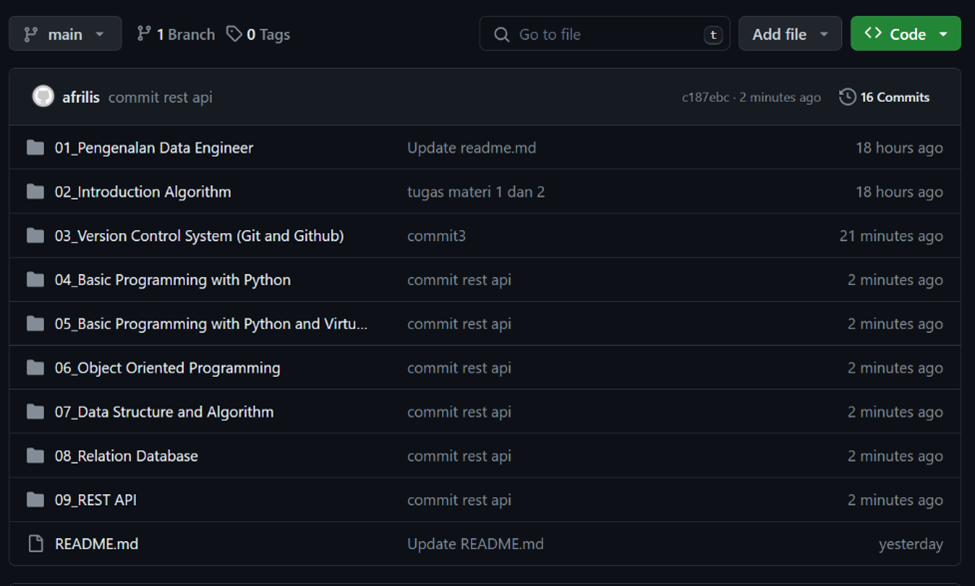 main 1 Branch 0 Tags Go to file t Add file Code
afrilis commit rest api c187ebc · 2 minutes ago 16 Commits
01_Pengenalan Data Engineer Update readme.md 18 hours ago
02_Introduction Algorithm tugas materi 1 dan 2 18 hours ago
03_Version Control System (Git and Github) commit3 21 minutes ago
04_Basic Programming with Python commit rest api 2 minutes ago
05_Basic Programming with Python and Virtu... commit rest api 2 minutes ago
06_Object Oriented Programming commit rest api 2 minutes ago
07_Data Structure and Algorithm commit rest api 2 minutes ago
08_Relation Database commit rest api 2 minutes ago
09_REST API commit rest api 2 minutes ago
README.md Update README.md yesterday